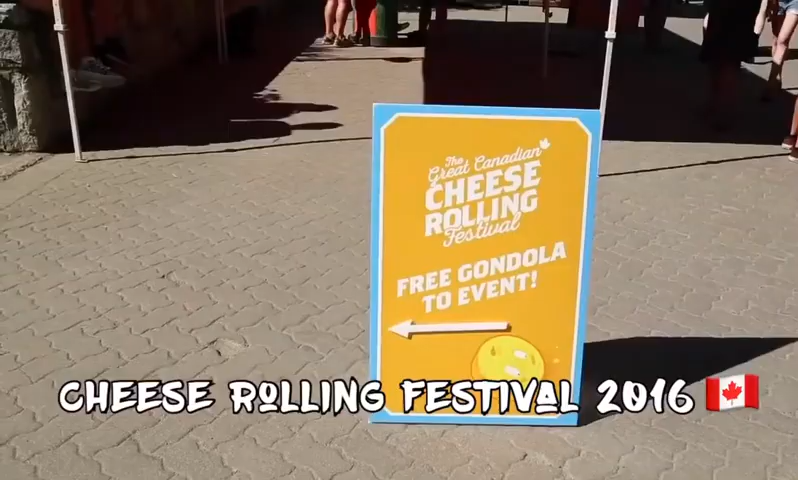 The
Great Canadian
CHEESE
ROLLING
Festival
FREE GONDOLA
TO EVENT!
CHEESE ROLLING FESTIVAL 2016 🇨🇦